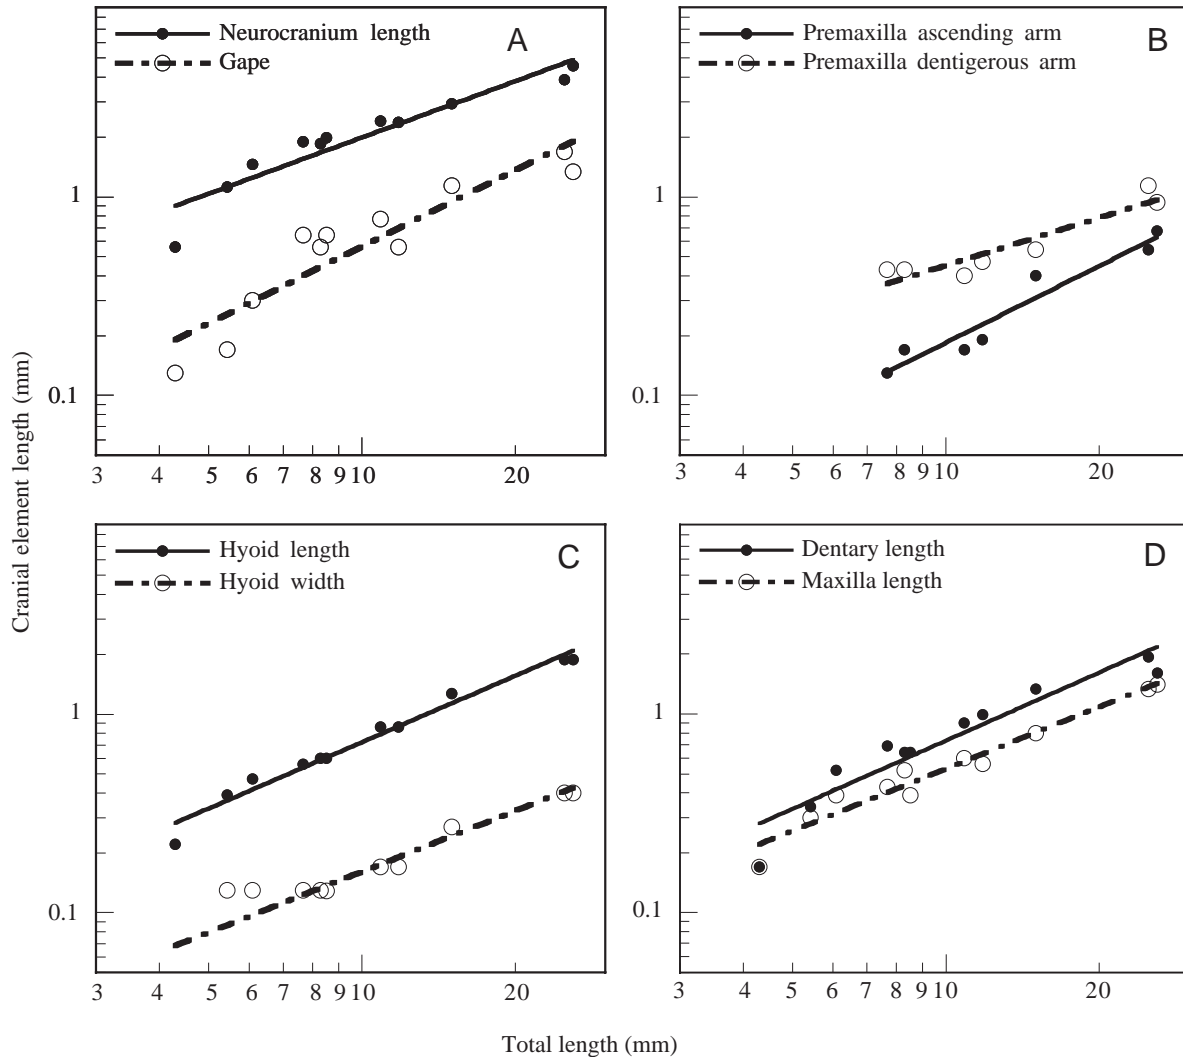 Neurocranium length
Gape
A
1
0.1
3 4 5 6 7 8 9 10 20
Premaxilla ascending arm
Premaxilla dentigerous arm
B
1
0.1
3 4 5 6 7 8 9 10 20
Cranial element length (mm)
Hyoid length
Hyoid width
C
1
0.1
3 4 5 6 7 8 9 10 20
Dentary length
Maxilla length
D
1
0.1
3 4 5 6 7 8 9 10 20
Total length (mm)